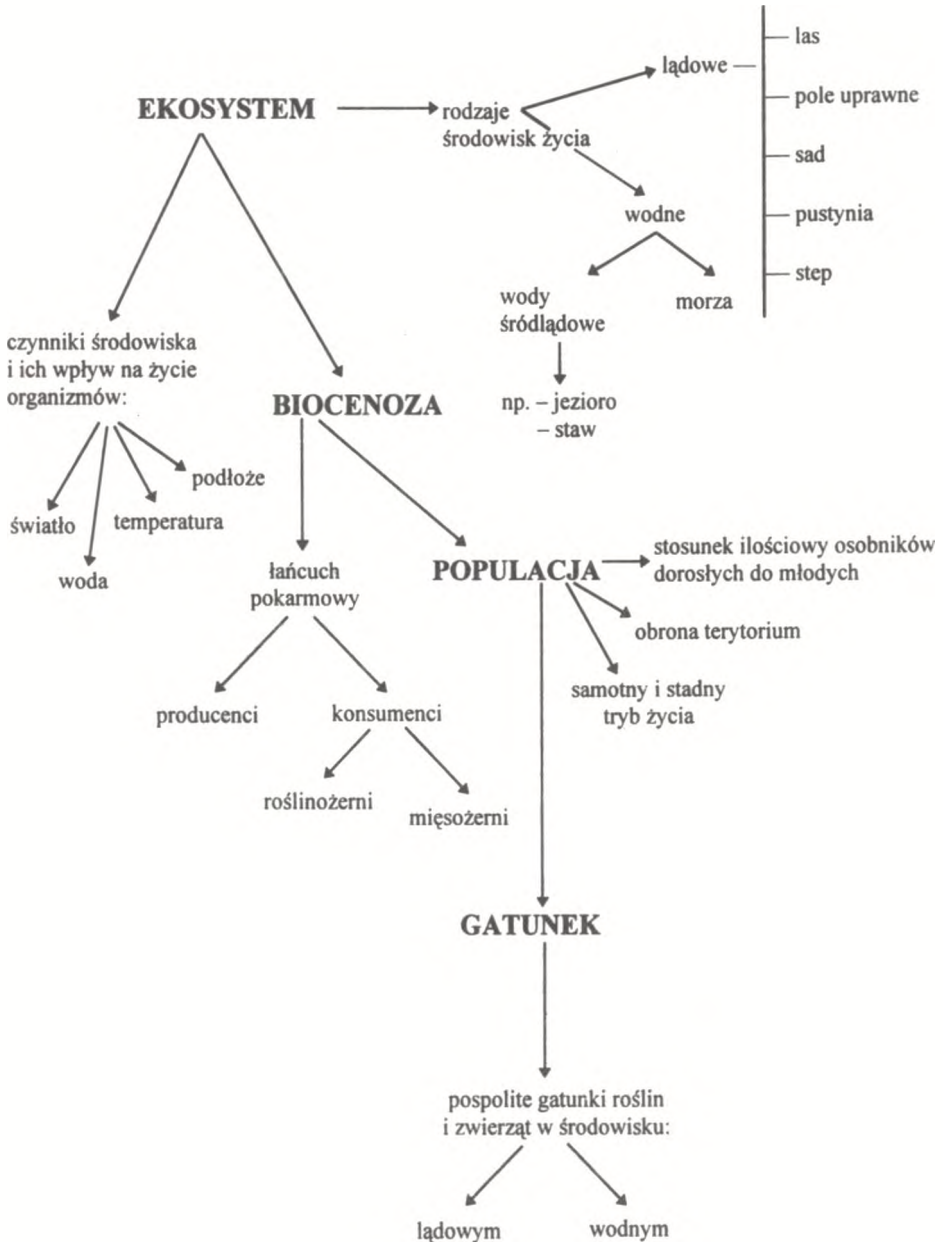 EKOSYSTEM
rodzaje
środowisk życia
lądowe
las
pole uprawne
sad
pustynia
step
wodne
wody
śródlądowe
morza
np. – jezioro
– staw
czynniki środowiska
i ich wpływ na życie
organizmów:
światło
woda
temperatura
podłoże
BIOCENOZA
łańcuch
pokarmowy
producenci
konsumenci
roślinożerni
mięsożerni
POPULACJA
stosunek ilościowy osobników
dorosłych do młodych
obrona terytorium
samotny i stadny
tryb życia
GATUNEK
pospolite gatunki roślin
i zwierząt w środowisku:
lądowym
wodnym